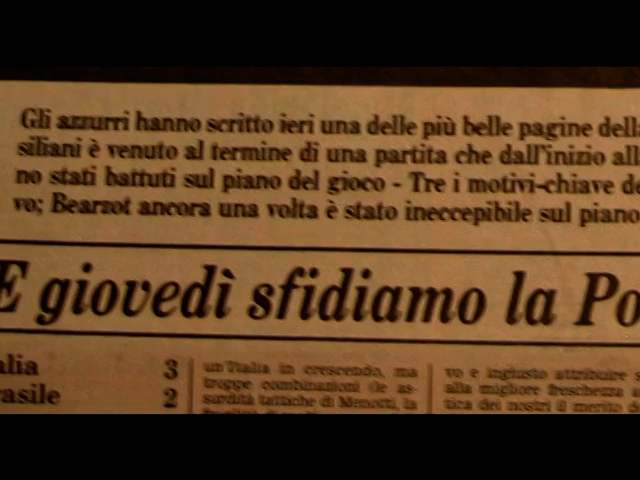 Gli azzurri hanno scritto ieri una delle più belle pagine dell
siliani è venuto al termine di una partita che dall'inizio all
no stati battuti sul piano del gioco - Tre i motivi-chiave de
vo; Bearzot ancora una volta è stato ineccepibile sul piano
E giovedì sfidiamo la Po
alia 3
rasile 2
un'Italia in crescendo, ma
troppe combinazioni (le as-
surdità tattiche di Menotti, la
vo e ingiusto attribuire s
alla migliore freschezza a
tica dei nostri il merito d